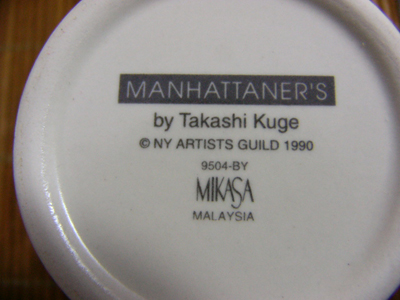 MANHATTANER'S
by Takashi Kuge
© NY ARTISTS GUILD 1990
9504-BY
MIKASA
MALAYSIA